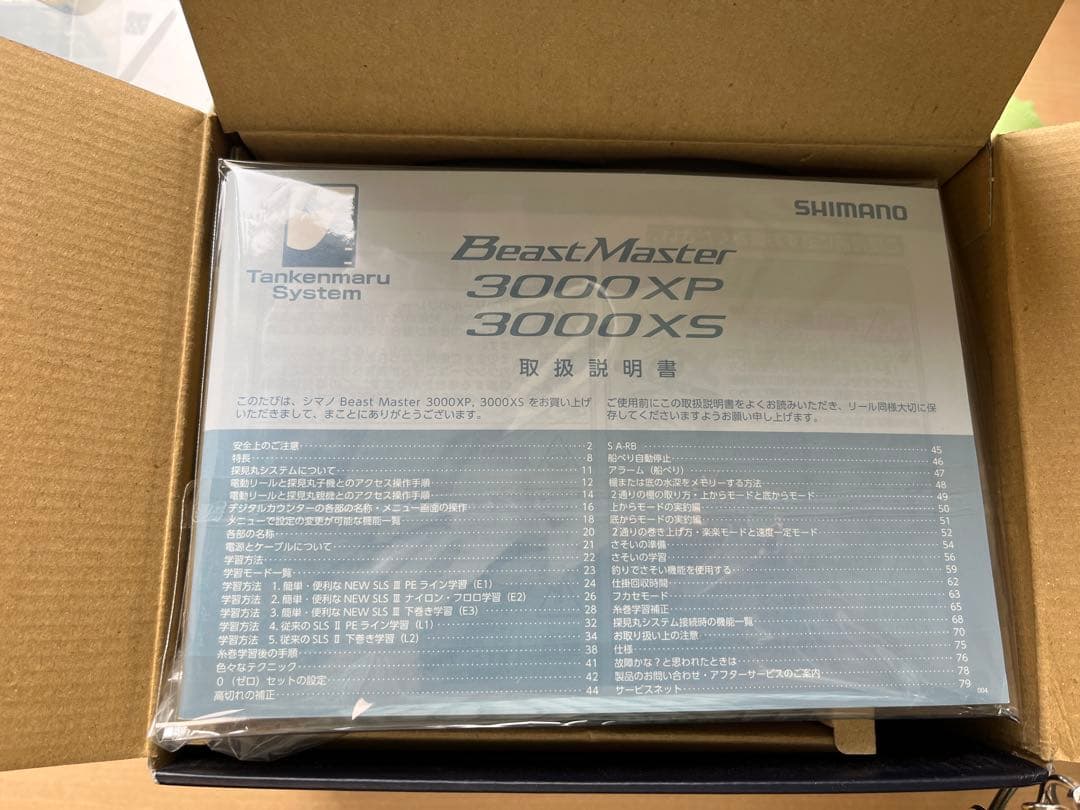 Tankenmaru
System
SHIMANO
BeastMaster
3000XP
3000XS
取扱説明書
このたびは、シマノ Beast Master 3000XP, 3000XS をお買い上げ
いただきまして、まことにありがとうございます。
ご使用前にこの取扱説明書をよくお読みいただき、リール同様大切に保
存してくださいますようお願い申し上げます。
安全上のご注意 2
特長 8
探見丸システムについて 11
電動リールと探見丸子機とのアクセス操作手順 12
電動リールと探見丸親機とのアクセス操作手順 14
デジタルカウンターの各部の名称・メニュー画面の操作 16
メニューで設定の変更が可能な機能一覧 18
各部の名称 20
電源とケーブルについて 21
学習方法 22
学習モード一覧 23
学習方法 1. 簡単・便利な NEW SLS Ⅲ PE ライン学習（E1） 24
学習方法 2. 簡単・便利な NEW SLS Ⅲ ナイロン・フロロ学習（E2） 26
学習方法 3. 簡単・便利な NEW SLS Ⅲ 下巻き学習（E3） 28
学習方法 4. 従来の SLS Ⅱ PE ライン学習（L1） 32
学習方法 5. 従来の SLS Ⅱ 下巻き学習（L2） 34
糸巻学習後の手順 38
色々なテクニック 41
0（ゼロ）セットの設定 42
高切れの補正 44
S A-RB 45
船べり自動停止 46
アラーム（船べり） 47
棚または底の水深をメモリーする方法 48
2通りの棚の取り方・上からモードと底からモード 49
上からモードの実釣編 50
底からモードの実釣編 51
2通りの巻き上げ方・楽楽モードと速度一定モード 52
さそいの準備 54
さそいの学習 56
釣りでさそい機能を使用する 59
仕掛回収時間 62
フカセモード 63
糸巻学習補正 65
探見丸システム接続時の機能一覧 68
お取り扱い上の注意 70
仕様 75
故障かな？と思われたときは 76
製品のお問い合わせ・アフターサービスのご案内 78
サービスネット 79
004